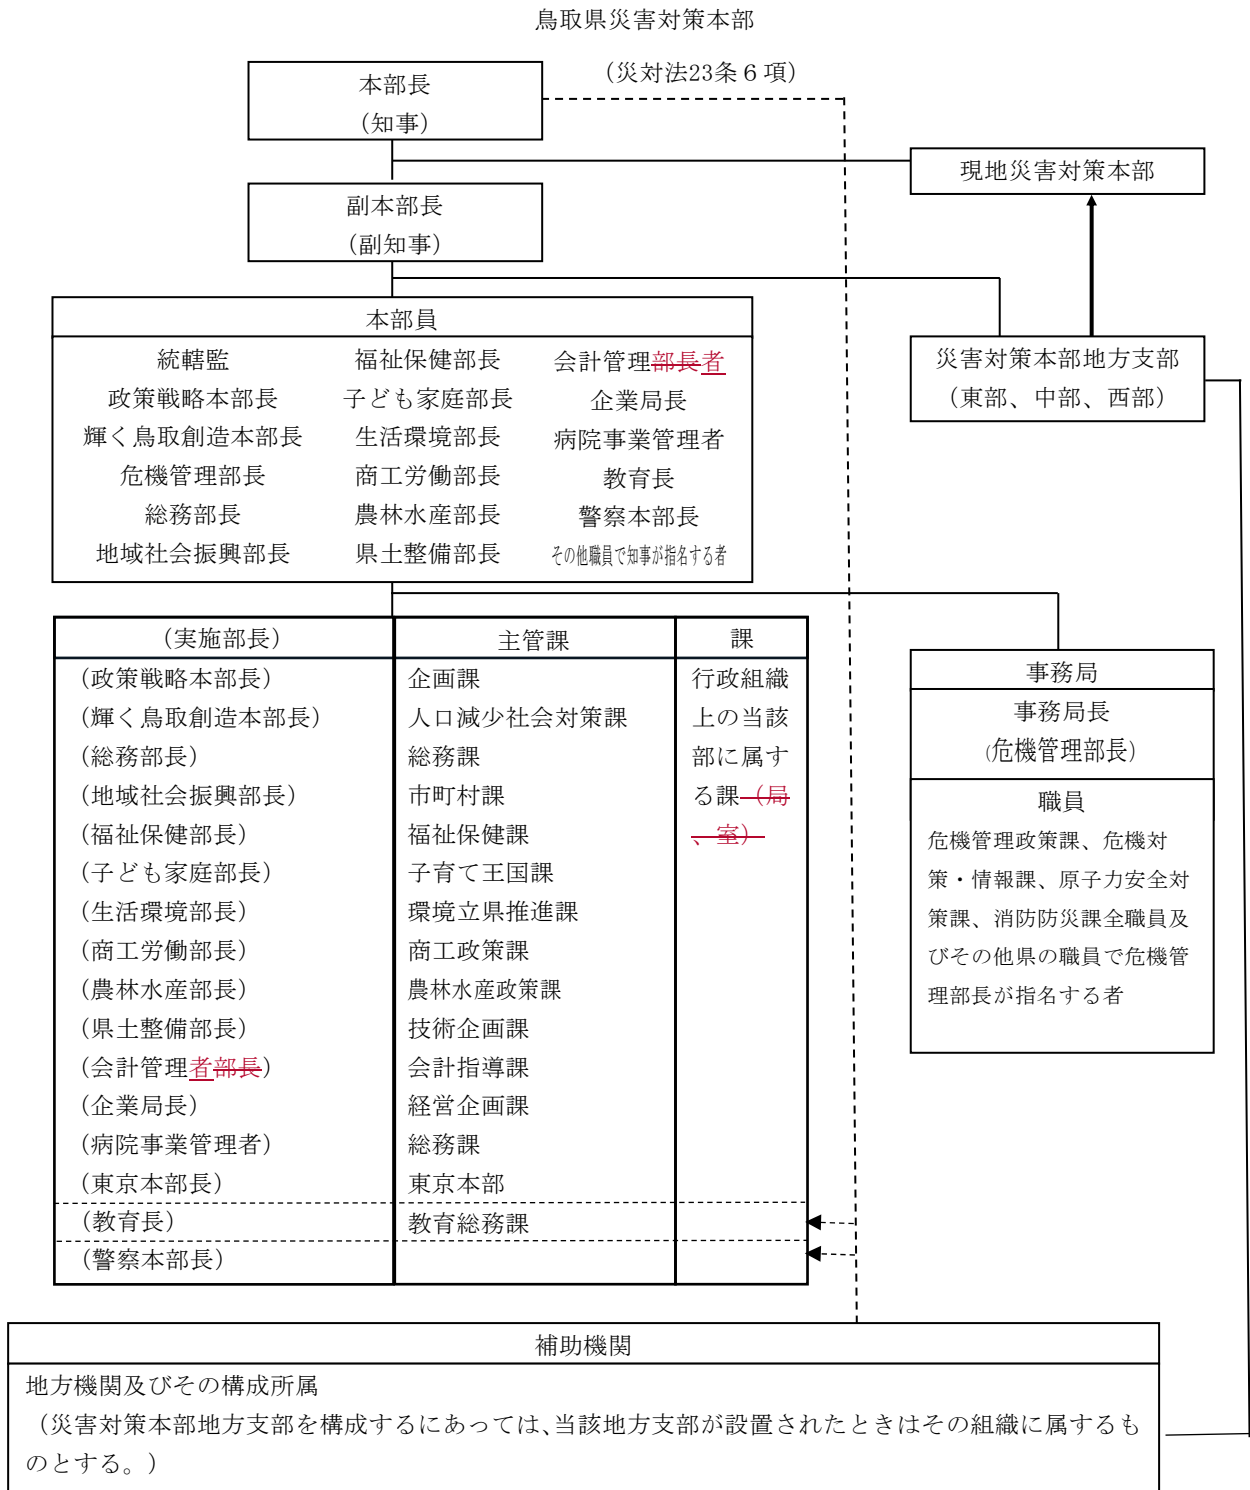 鳥取県災害対策本部
本部長
（知事）
（災対法23条６項）
現地災害対策本部
副本部長
（副知事）
本部員
統轄監 福祉保健部長 会計管理部長者
政策戦略本部長 子ども家庭部長 企業局長
輝く鳥取創造本部長 生活環境部長 病院事業管理者
危機管理部長 商工労働部長 教育長
総務部長 農林水産部長 警察本部長
地域社会振興部長 県土整備部長 その他職員で知事が指名する者
災害対策本部地方支部
（東部、中部、西部）
（実施部長） 主管課 課
（政策戦略本部長） 企画課
（輝く鳥取創造本部長） 人口減少社会対策課
（総務部長） 総務課
（地域社会振興部長） 市町村課
（福祉保健部長） 福祉保健課
（子ども家庭部長） 子育て王国課
（生活環境部長） 環境立県推進課
（商工労働部長） 商工政策課
（農林水産部長） 農林水産政策課
（県土整備部長） 技術企画課
（会計管理者部長） 会計指導課
（企業局長） 経営企画課
（病院事業管理者） 総務課
（東京本部長） 東京本部
（教育長） 教育総務課
（警察本部長）
行政組織
上の当該
部に属す
る課（局
、室）
事務局
事務局長
（危機管理部長）
職員
危機管理政策課、危機対
策・情報課、原子力安全対
策課、消防防災課全職員及
びその他県の職員で危機管
理部長が指名する者
補助機関
地方機関及びその構成所属
（災害対策本部地方支部を構成するにあっては、当該地方支部が設置されたときはその組織に属するも
のとする。）